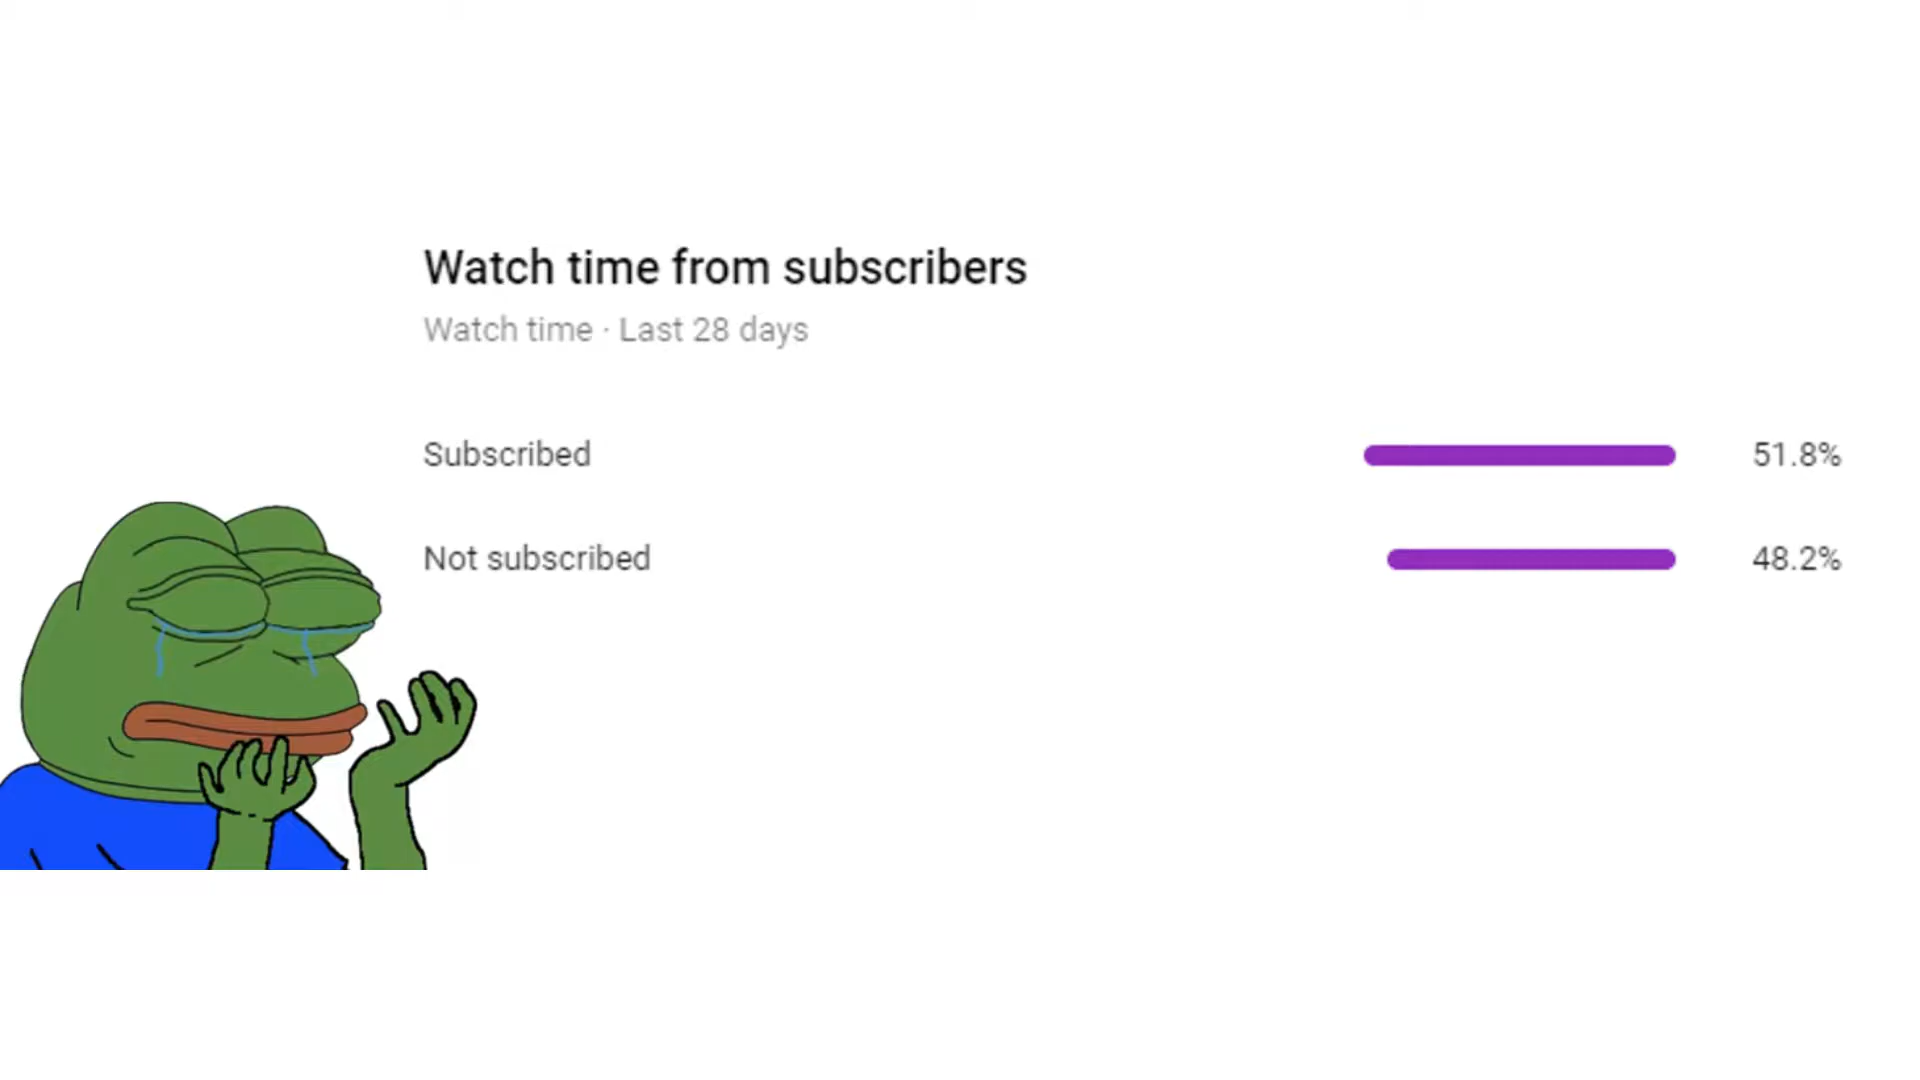 Watch time from subscribers
Watch time · Last 28 days
Subscribed 51.8%
Not subscribed 48.2%